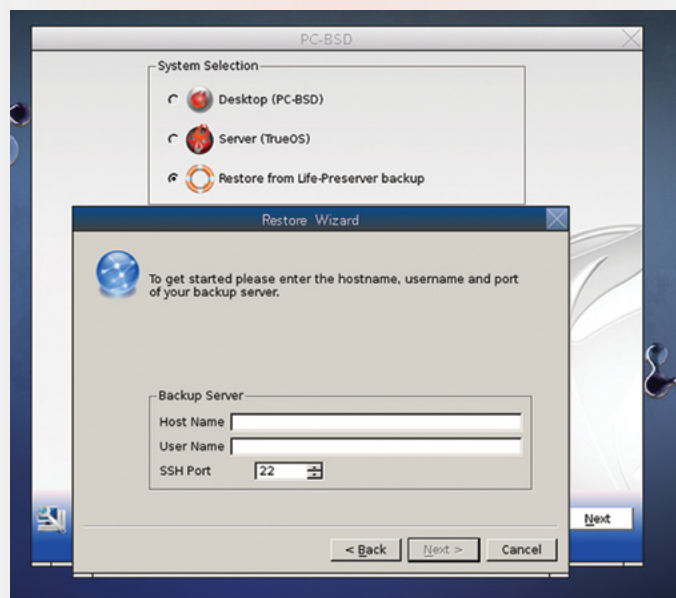 PC-BSD
System Selection
Desktop (PC-BSD)
Server (TrueOS)
Restore from Life-Preserver backup
Restore Wizard
To get started please enter the hostname, username and port
of your backup server.
Backup Server
Host Name
User Name
SSH Port 22
Next
< Back Next > Cancel